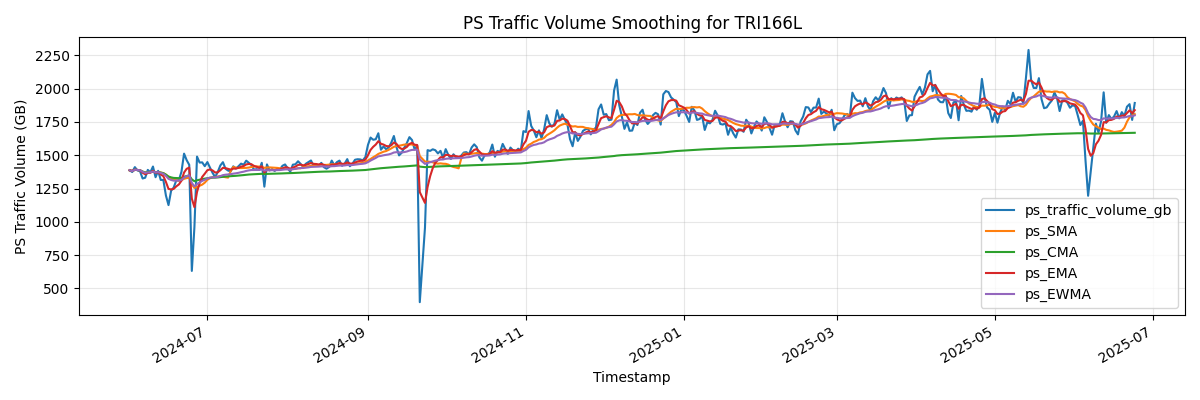 PS Traffic Volume Smoothing for TRI166L
PS Traffic Volume (GB)
2250
2000
1750
1500
1250
1000
750
500
2024-07
2024-09
2024-11
2025-01
2025-03
2025-05
2025-07
Timestamp
ps_traffic_volume_gb
ps_SMA
ps_CMA
ps_EMA
ps_EWMA